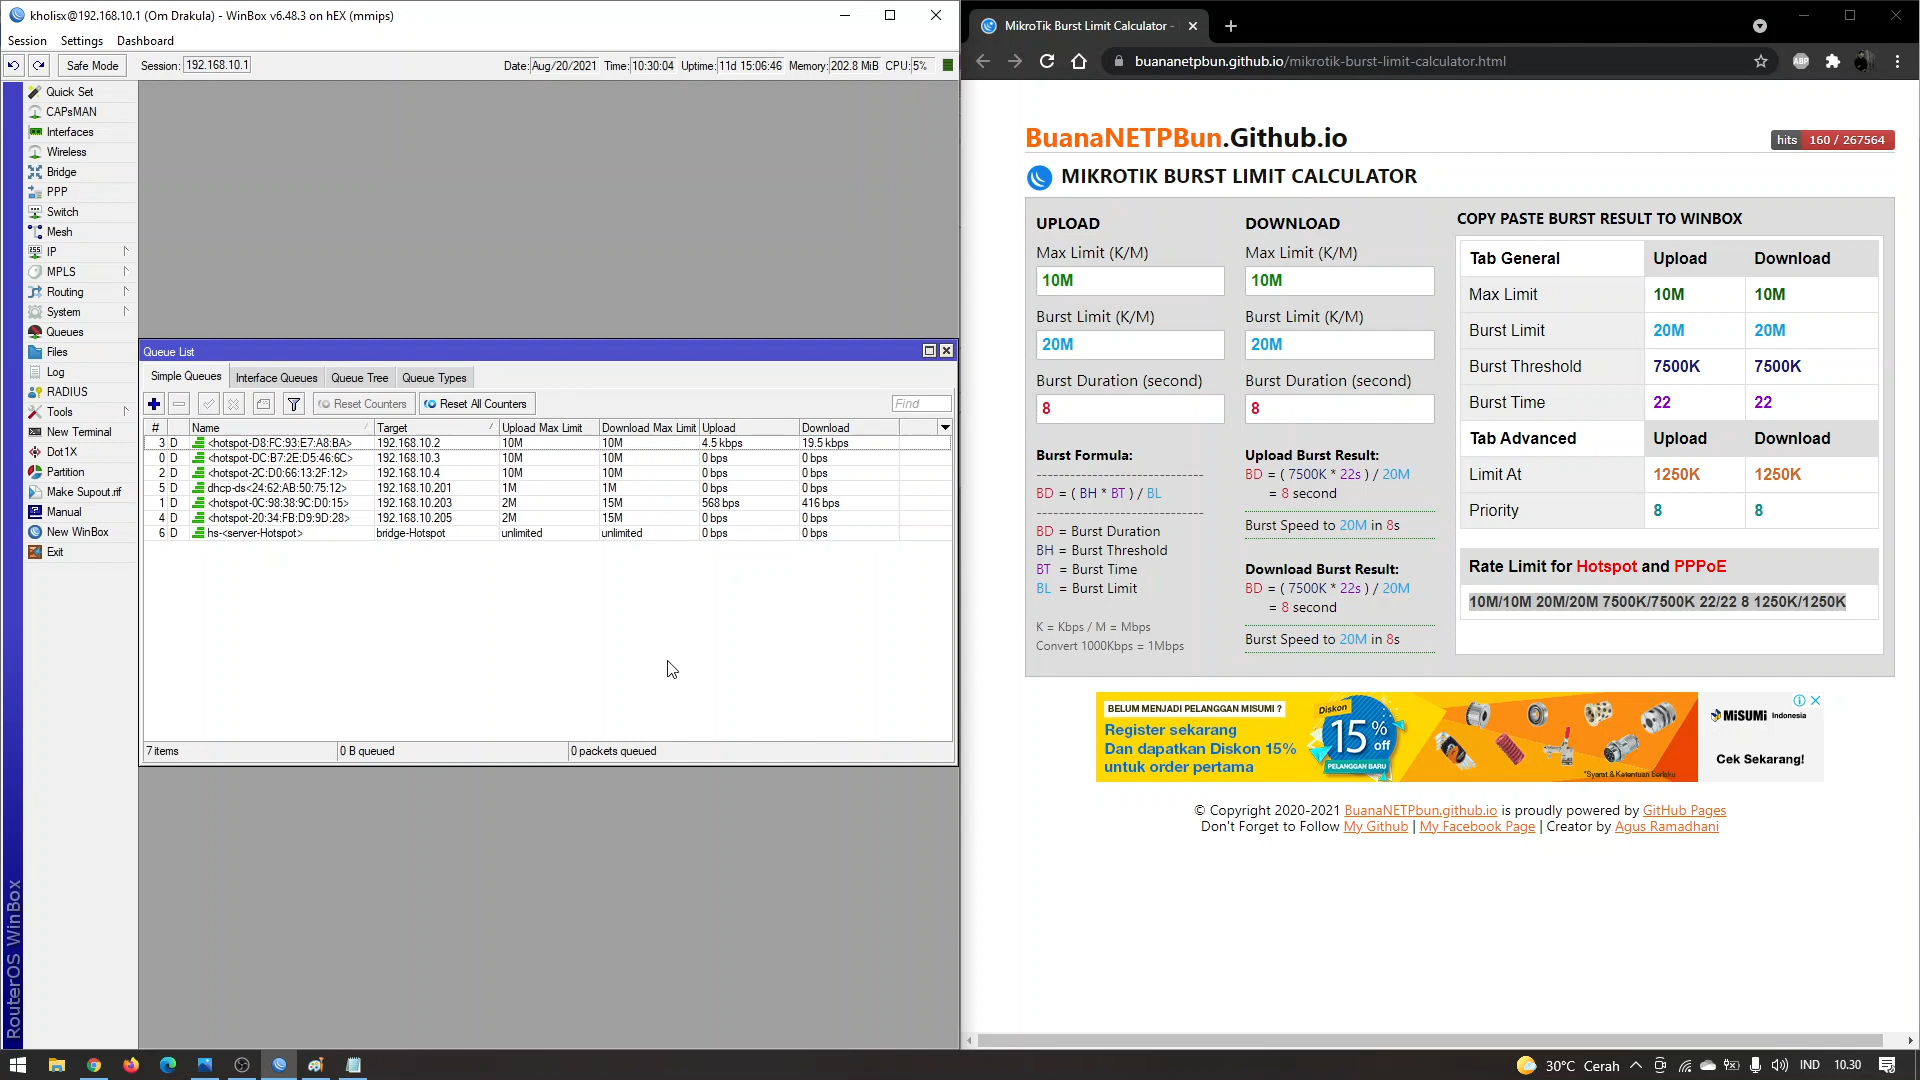 kholisx@192.168.10.1 (Om Drakula) - WinBox v6.48.3 on hEX (mmips)
Session Settings Dashboard
Safe Mode Session: 192.168.10.1 Date: Aug/20/2021 Time: 10:30:04 Uptime: 11d 15:06:46 Memory: 202.8 MiB CPU: 5%
Quick Set
CAPsMAN
Interfaces
Wireless
Bridge
PPP
Switch
Mesh
IP
MPLS
Routing
System
Queues
Files
Log
RADIUS
Tools
New Terminal
Dot1X
Partition
Make Supout.rif
Manual
New WinBox
Exit
RouterOS WinBox
Queue List
Simple Queues Interface Queues Queue Tree Queue Types
Reset Counters Reset All Counters Find
# Name Target Upload Max Limit Download Max Limit Upload Download
3 D <hotspot-D8:FC:93:E7:A8:BA> 192.168.10.2 10M 10M 4.5 kbps 19.5 kbps
0 D <hotspot-DC:B7:2E:D5:46:6C> 192.168.10.3 10M 10M 0 bps 0 bps
2 D <hotspot-2C:D0:66:13:2F:12> 192.168.10.4 10M 10M 0 bps 0 bps
5 D dhcp-ds<24:62:AB:50:75:12> 192.168.10.201 1M 1M 0 bps 0 bps
1 D <hotspot-0C:98:38:9C:D0:15> 192.168.10.203 2M 15M 568 bps 416 bps
4 D <hotspot-20:34:FB:D9:9D:28> 192.168.10.205 2M 15M 0 bps 0 bps
6 D hs-<server-Hotspot> bridge-Hotspot unlimited unlimited 0 bps 0 bps
7 items 0 B queued 0 packets queued
MikroTik Burst Limit Calculator -
buananetpbun.github.io/mikrotik-burst-limit-calculator.html
ABP
BuanaNETPBun.Github.io
hits 160 / 267564
MIKROTIK BURST LIMIT CALCULATOR
UPLOAD
Max Limit (K/M)
10M
Burst Limit (K/M)
20M
Burst Duration (second)
8
Burst Formula:
BD = ( BH * BT ) / BL
BD = Burst Duration
BH = Burst Threshold
BT = Burst Time
BL = Burst Limit
K = Kbps / M = Mbps
Convert 1000Kbps = 1Mbps
DOWNLOAD
Max Limit (K/M)
10M
Burst Limit (K/M)
20M
Burst Duration (second)
8
Upload Burst Result:
BD = ( 7500K * 22s ) / 20M
= 8 second
Burst Speed to 20M in 8s
Download Burst Result:
BD = ( 7500K * 22s ) / 20M
= 8 second
Burst Speed to 20M in 8s
COPY PASTE BURST RESULT TO WINBOX
Tab General Upload Download
Max Limit 10M 10M
Burst Limit 20M 20M
Burst Threshold 7500K 7500K
Burst Time 22 22
Tab Advanced Upload Download
Limit At 1250K 1250K
Priority 8 8
Rate Limit for Hotspot and PPPoE
10M/10M 20M/20M 7500K/7500K 22/22 8 1250K/1250K
BELUM MENJADI PELANGGAN MISUMI ?
Register sekarang
Dan dapatkan Diskon 15%
untuk order pertama
Diskon
15% off
PELANGGAN BARU
*Syarat & Ketentuan berlaku
MiSUMi Indonesia
Cek Sekarang!
© Copyright 2020-2021 BuanaNETPbun.github.io is proudly powered by GitHub Pages
Don't Forget to Follow My Github | My Facebook Page | Creator by Agus Ramadhani
30°C Cerah IND 10.30